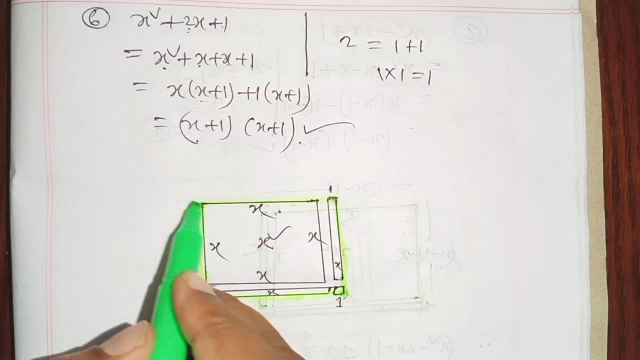 ⑥ x² + 2x + 1
= x² + x + x + 1
= x(x+1) + 1(x+1)
= (x+1) (x+1)
2 = 1 + 1
1 × 1 = 1
1
x
x x² x x
x
x
1